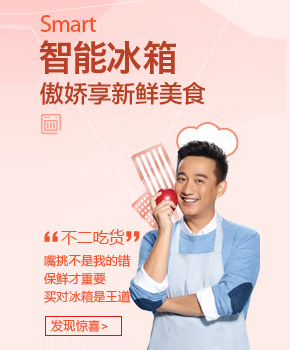 Smart
智能冰箱
傲娇享新鲜美食
“不二吃货”
嘴挑不是我的错
保鲜才重要
买对冰箱是王道
发现惊喜>